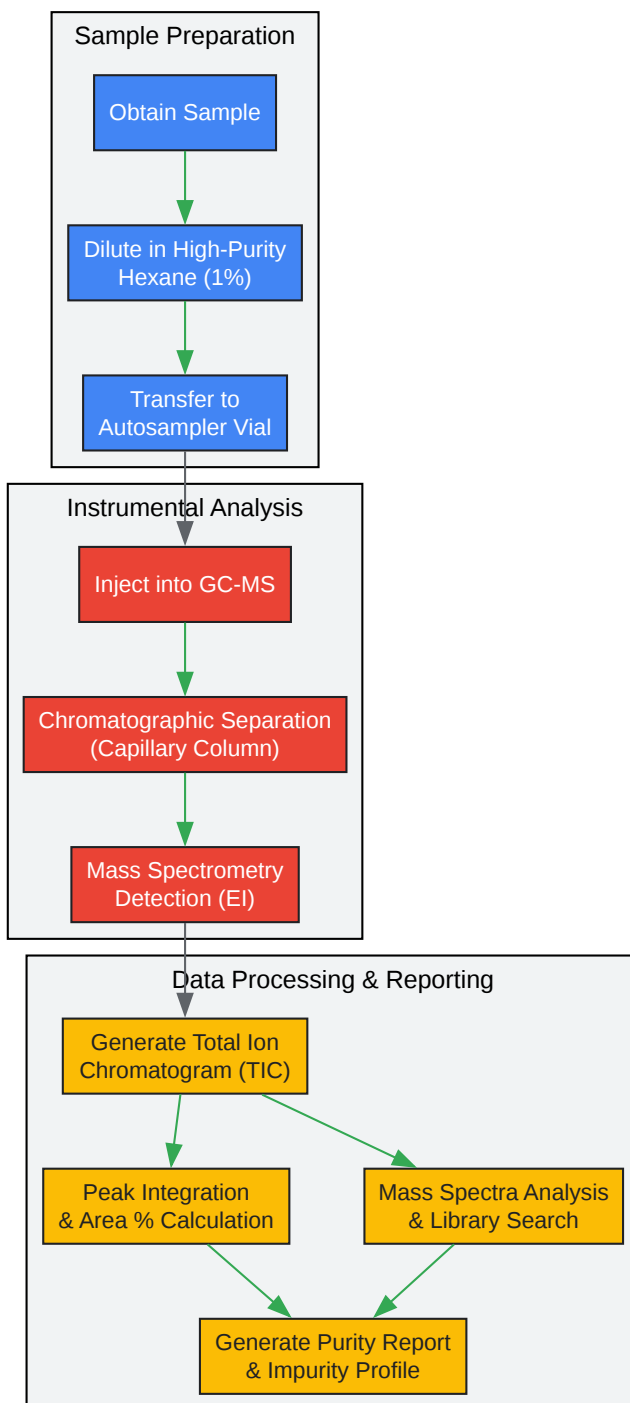 Sample Preparation
Obtain Sample
Dilute in High-Purity
Hexane (1%)
Transfer to
Autosampler Vial
Instrumental Analysis
Inject into GC-MS
Chromatographic Separation
(Capillary Column)
Mass Spectrometry
Detection (EI)
Data Processing & Reporting
Generate Total Ion
Chromatogram (TIC)
Peak Integration
& Area % Calculation
Mass Spectra Analysis
& Library Search
Generate Purity Report
& Impurity Profile